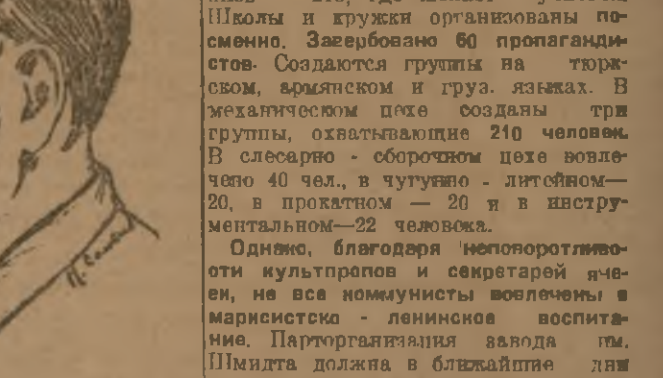 Школы и кружки организованы по-
сменно. Завербовано 60 пропаганди-
стов. Создаются группы на тюрк-
ском, армянском и груз. языках. В
механическом цехе созданы три
группы, охватывающие 210 человек.
В слесарно - сборочном цехе вовле-
чено 40 чел., в чугунно - литейном—
20, в прокатном — 20 и в инстру-
ментальном—22 человека.
Однако, благодаря неповоротливо-
сти культпропов и секретарей яче-
ек, не все коммунисты вовлечены в
марксистско - ленинское воспита-
ние. Парторганизация завода им.
Шмидта должна в ближайшие дни